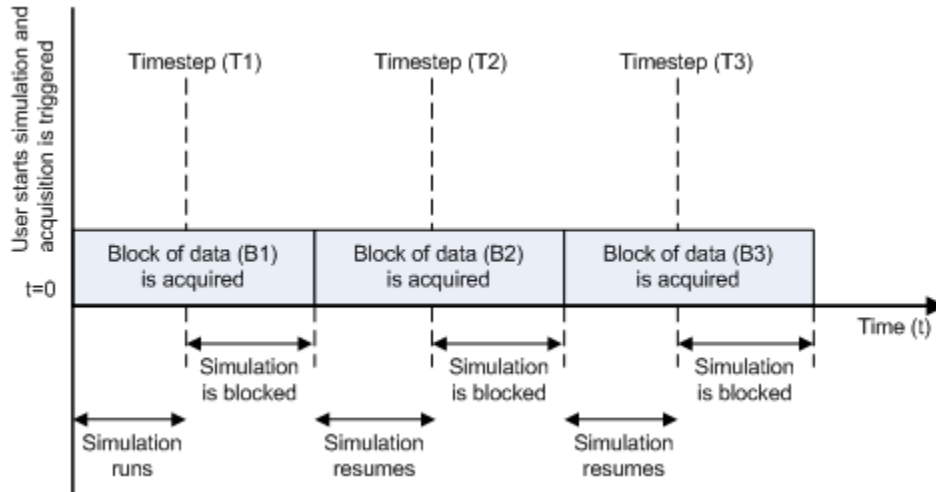 User starts simulation and
acquisition is triggered
t=0
Timestep (T1)
Timestep (T2)
Timestep (T3)
Block of data (B1)
is acquired
Block of data (B2)
is acquired
Block of data (B3)
is acquired
Time (t)
Simulation
is blocked
Simulation
is blocked
Simulation
is blocked
Simulation
runs
Simulation
resumes
Simulation
resumes